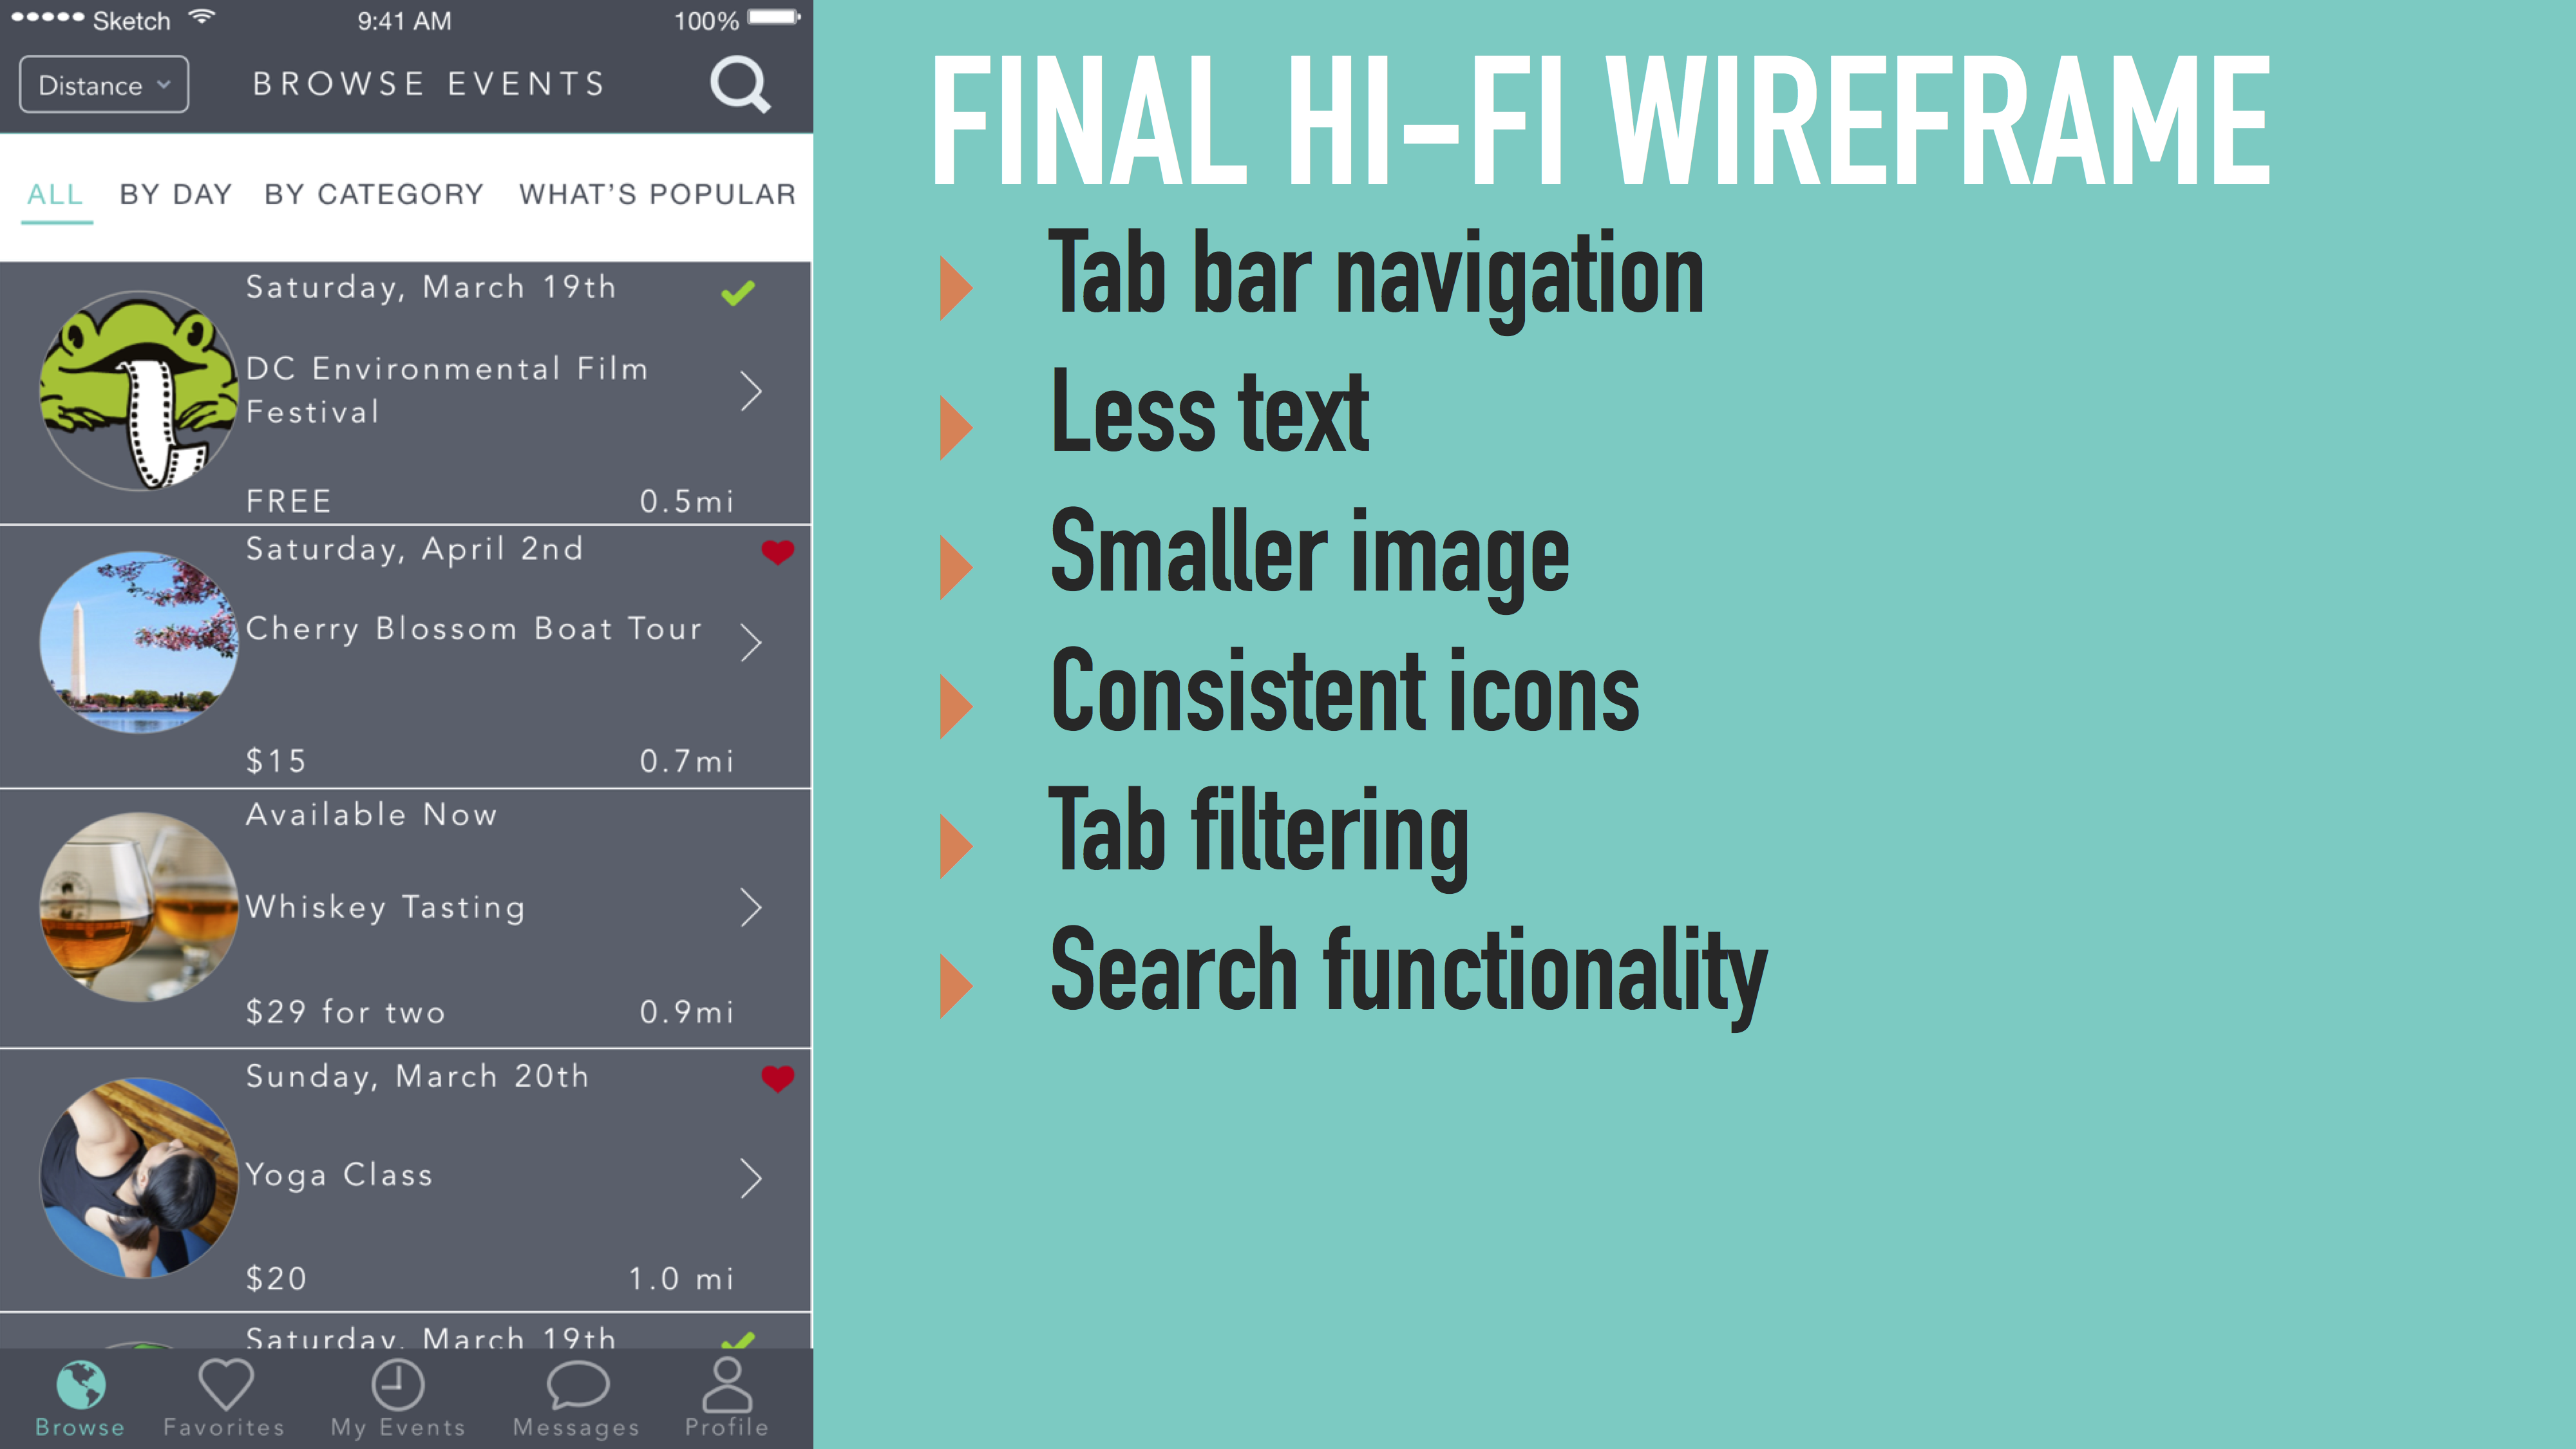 Sketch 9:41 AM 100%
Distance BROWSE EVENTS
ALL BY DAY BY CATEGORY WHAT'S POPULAR
Saturday, March 19th
DC Environmental Film
Festival
FREE 0.5mi
Saturday, April 2nd
Cherry Blossom Boat Tour
$15 0.7mi
Available Now
Whiskey Tasting
$29 for two 0.9mi
Sunday, March 20th
Yoga Class
$20 1.0 mi
Saturday, March 19th
Browse Favorites My Events Messages Profile
FINAL HI-FI WIREFRAME
Tab bar navigation
Less text
Smaller image
Consistent icons
Tab filtering
Search functionality